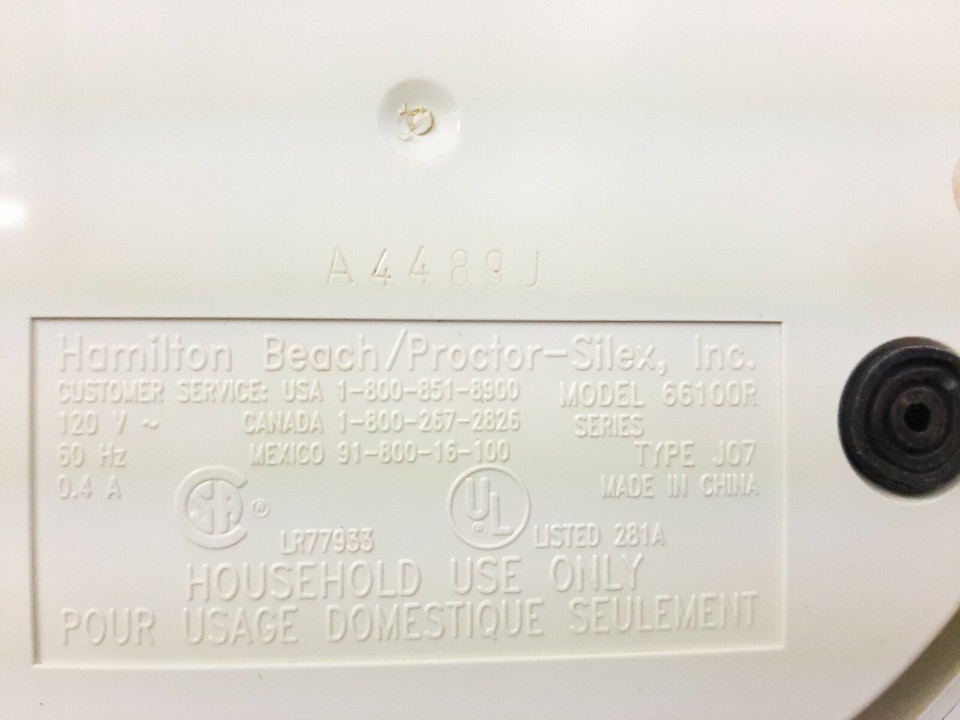 A4489J
Hamilton Beach/Proctor-Silex, Inc.
CUSTOMER SERVICE: USA 1-800-851-8900 MODEL 66100R
120 V ~ CANADA 1-800-267-2826 SERIES
60 Hz MEXICO 91-800-16-100 TYPE J07
0.4 A MADE IN CHINA
SA ® UL ®
LR77933 LISTED 281A
HOUSEHOLD USE ONLY
POUR USAGE DOMESTIQUE SEULEMENT